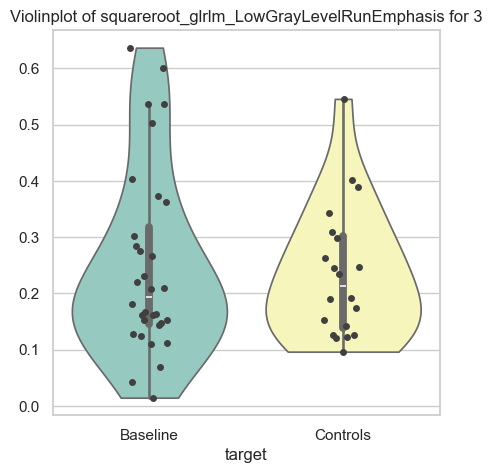 Violinplot of squareroot_glrlm_LowGrayLevelRunEmphasis for 3
0.6
0.5
0.4
0.3
0.2
0.1
0.0
Baseline Controls
target